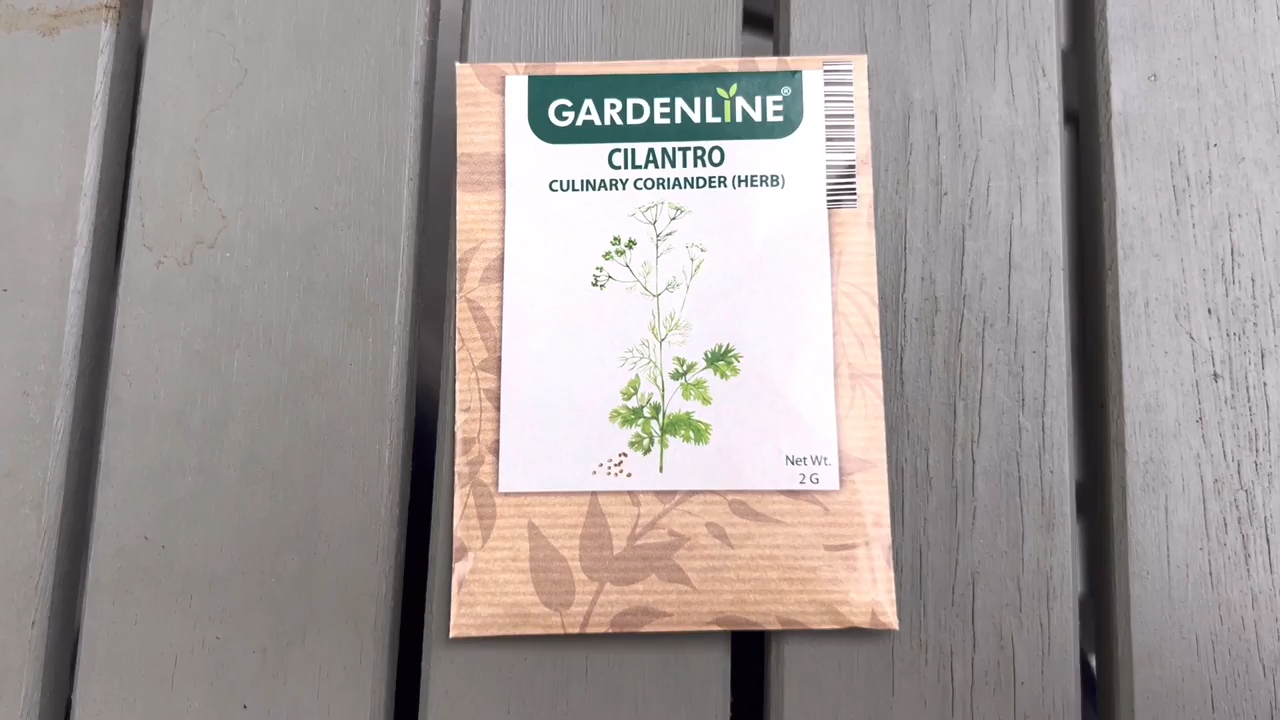 GARDENLINE®
CILANTRO
CULINARY CORIANDER (HERB)
Net Wt.
2 G